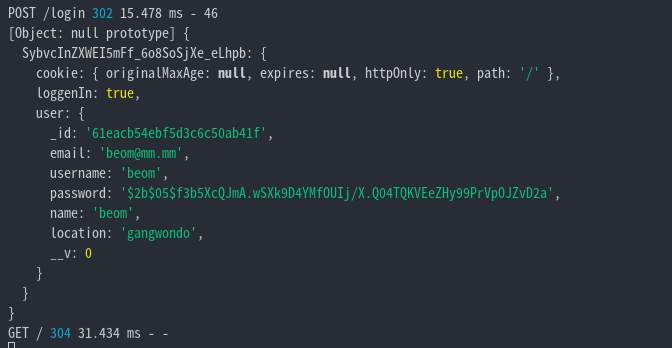 POST /login 302 15.478 ms - 46
[Object: null prototype] {
SybvcInZXWEI5mFf_6o8SoSjXe_eLhpb: {
cookie: { originalMaxAge: null, expires: null, httpOnly: true, path: '/' },
loggenIn: true,
user: {
_id: '61eacb54ebf5d3c6c50ab41f',
email: 'beom@mm.mm',
username: 'beom',
password: '$2b$05$f3b5XcQJmA.wSXk9D4YMfOUIj/X.Q04TQKVEeZHy99PrVpOJZvD2a',
name: 'beom',
location: 'gangwondo',
__v: 0
}
}
}
GET / 304 31.434 ms - -